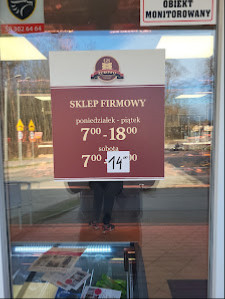 OBIEKT
MONITOROWANY
SKLEP FIRMOWY
poniedziałek - piątek
7⁰⁰ - 18⁰⁰
sobota
7⁰⁰ - 14⁰⁰